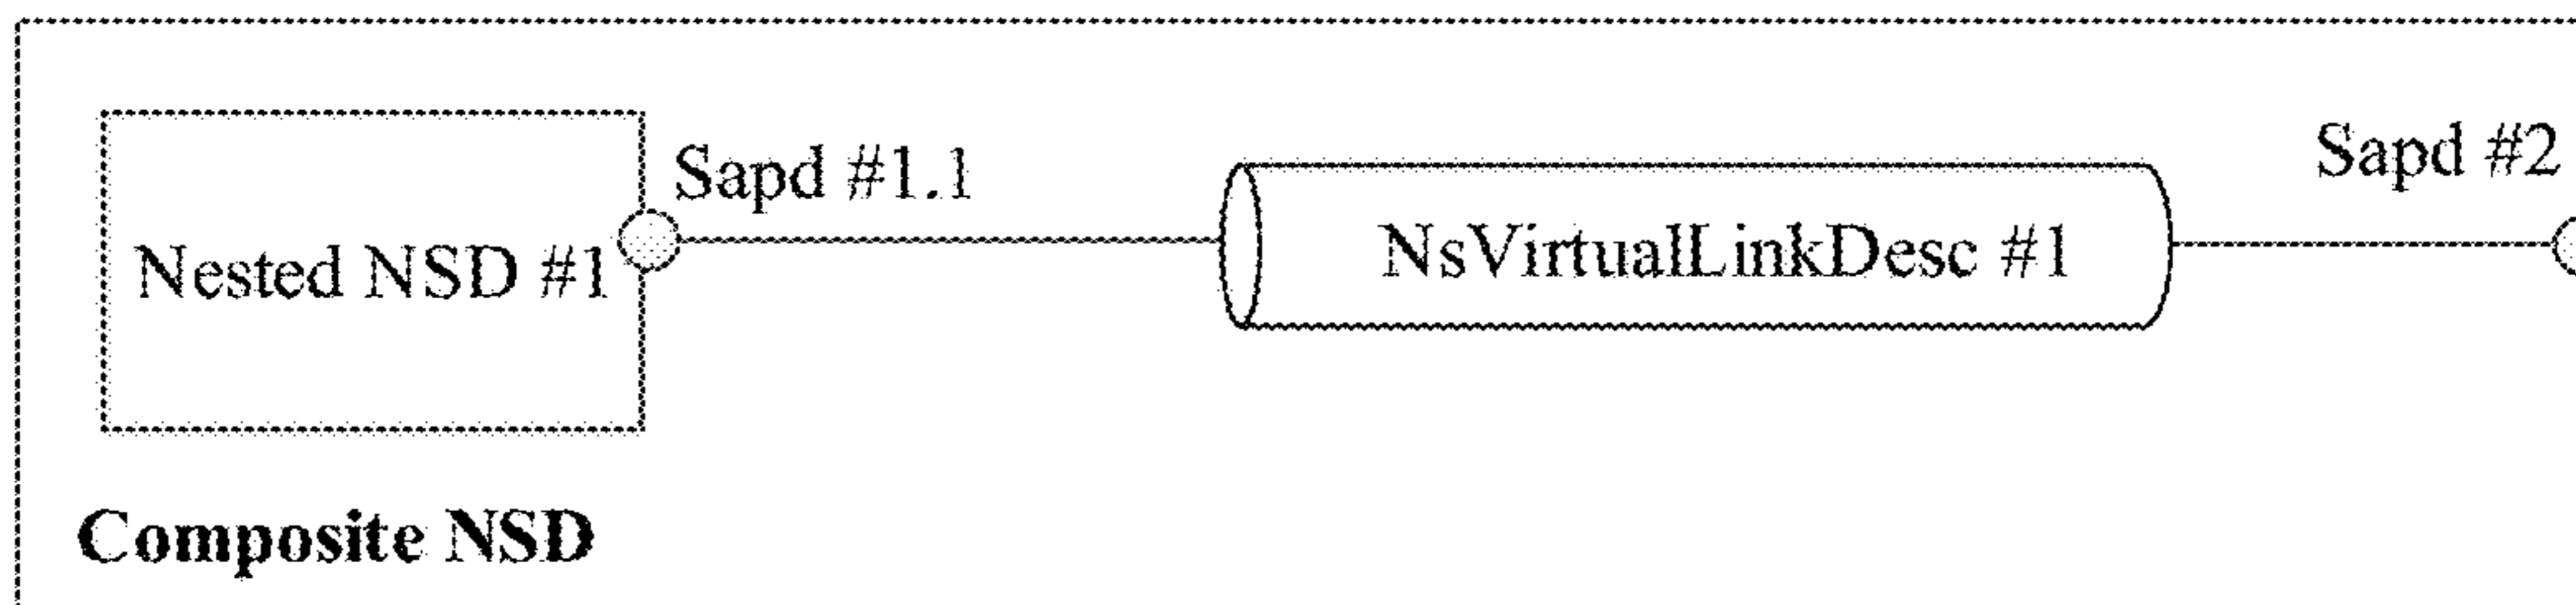 Sapd #1.1
Sapd #2
Nested NSD #1
NsVirtualLinkDesc #1
Composite NSD